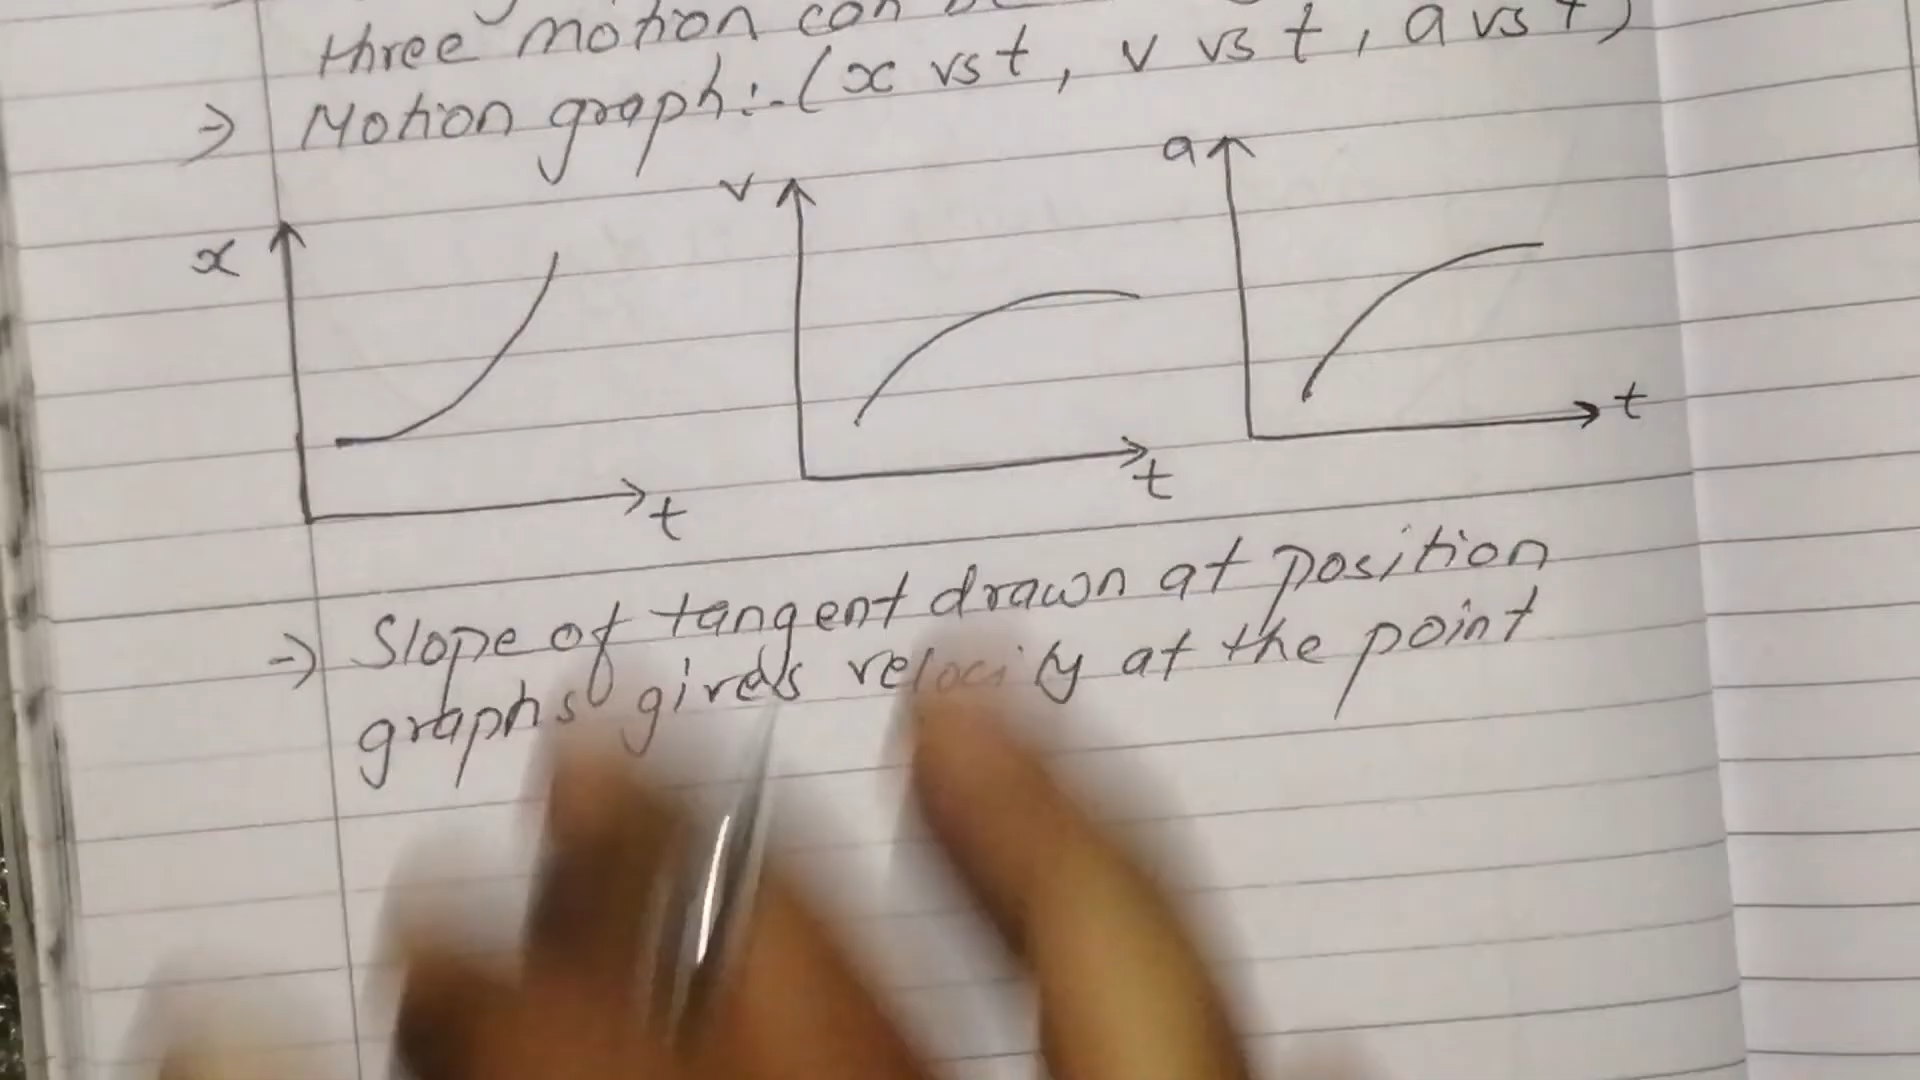 three motion can
⇒ Motion graph:-(x vs t, v vs t, a vs t)
x
t
v
t
a
t
⇒ Slope of tangent drawn at position
graphs gives velocity at the point